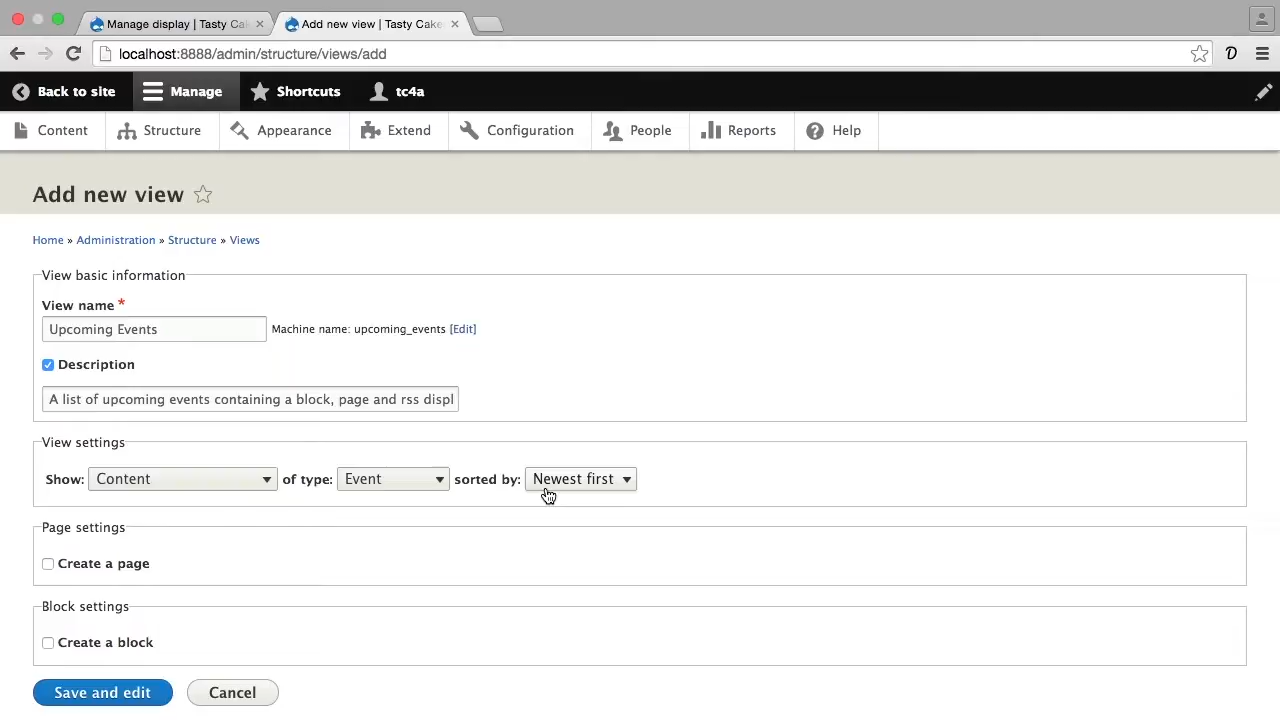 Manage display | Tasty Cak
Add new view | Tasty Cake
localhost:8888/admin/structure/views/add
Back to site
Manage
Shortcuts
tc4a
Content
Structure
Appearance
Extend
Configuration
People
Reports
Help
Add new view
Home » Administration » Structure » Views
View basic information
View name *
Upcoming Events
Machine name: upcoming_events [Edit]
Description
A list of upcoming events containing a block, page and rss displ
View settings
Show: Content of type: Event sorted by: Newest first
Page settings
Create a page
Block settings
Create a block
Save and edit
Cancel